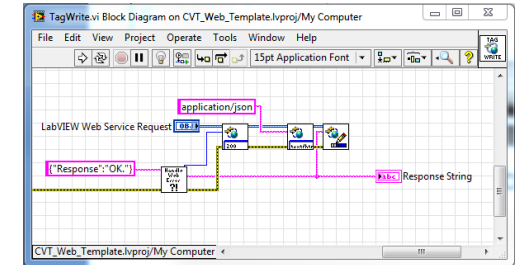 TagWrite.vi Block Diagram on CVT_Web_Template.lvproj/My Computer
File Edit View Project Operate Tools Window Help
TAG
WRITE
15pt Application Font
application/json
LabVIEW Web Service Request
OBJ
200
{"Response":"OK."}
Handle
Web
Error
?!
abc
Response String
CVT_Web_Template.lvproj/My Computer